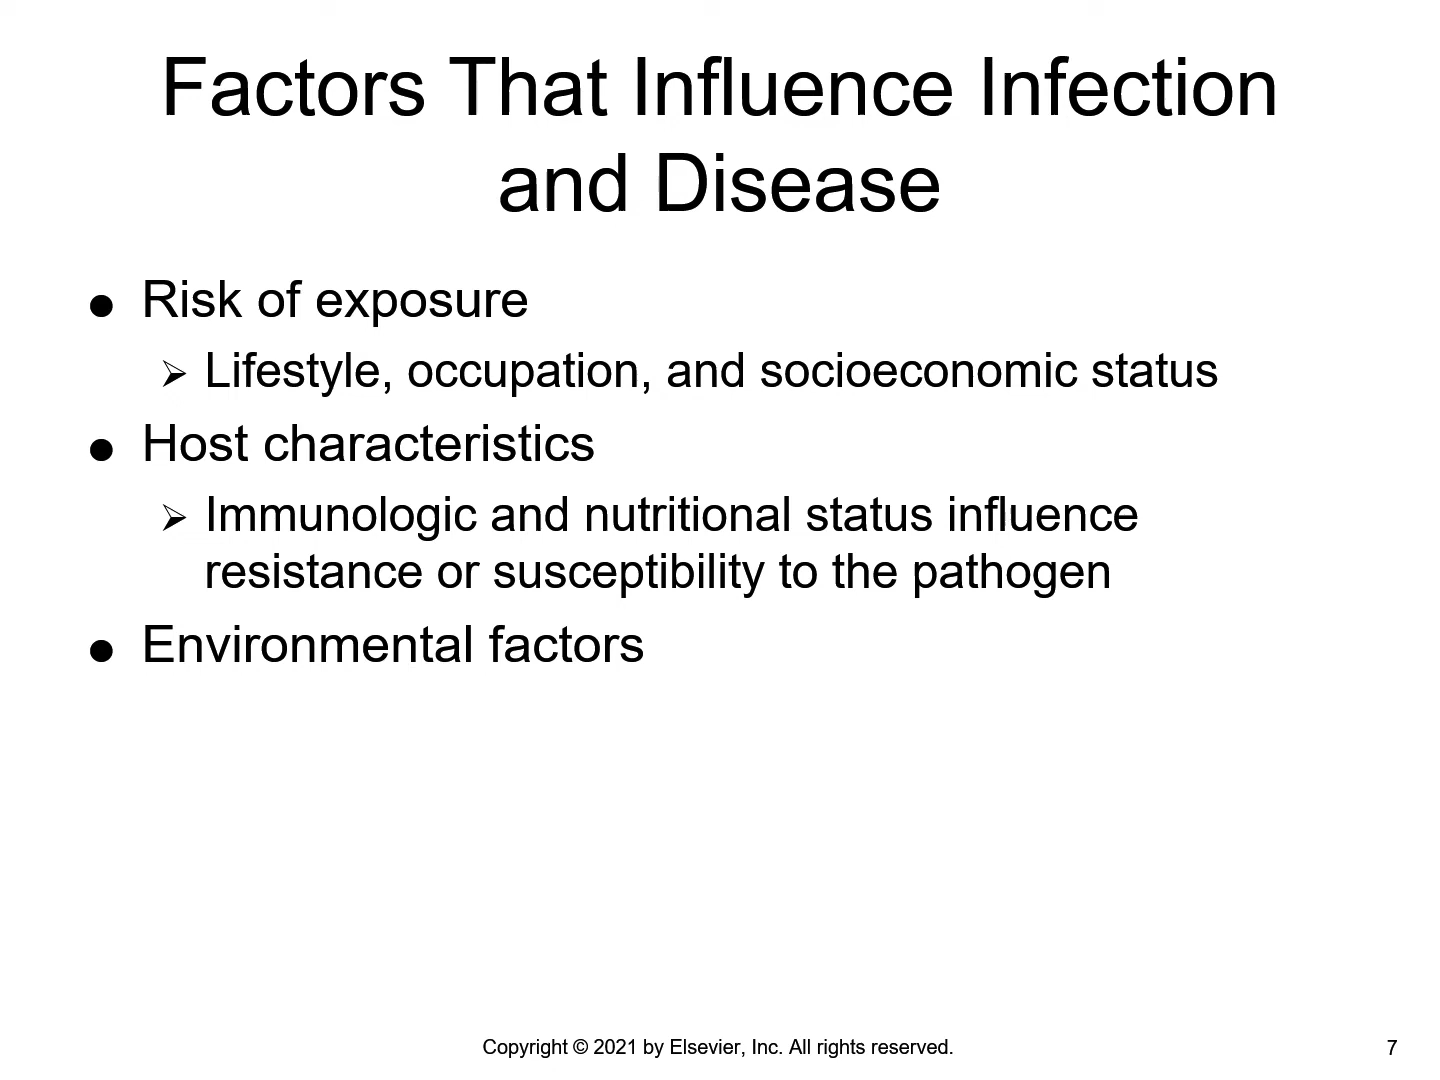 Factors That Influence Infection
and Disease
● Risk of exposure
➢ Lifestyle, occupation, and socioeconomic status
● Host characteristics
➢ Immunologic and nutritional status influence
resistance or susceptibility to the pathogen
● Environmental factors
Copyright © 2021 by Elsevier, Inc. All rights reserved.
7